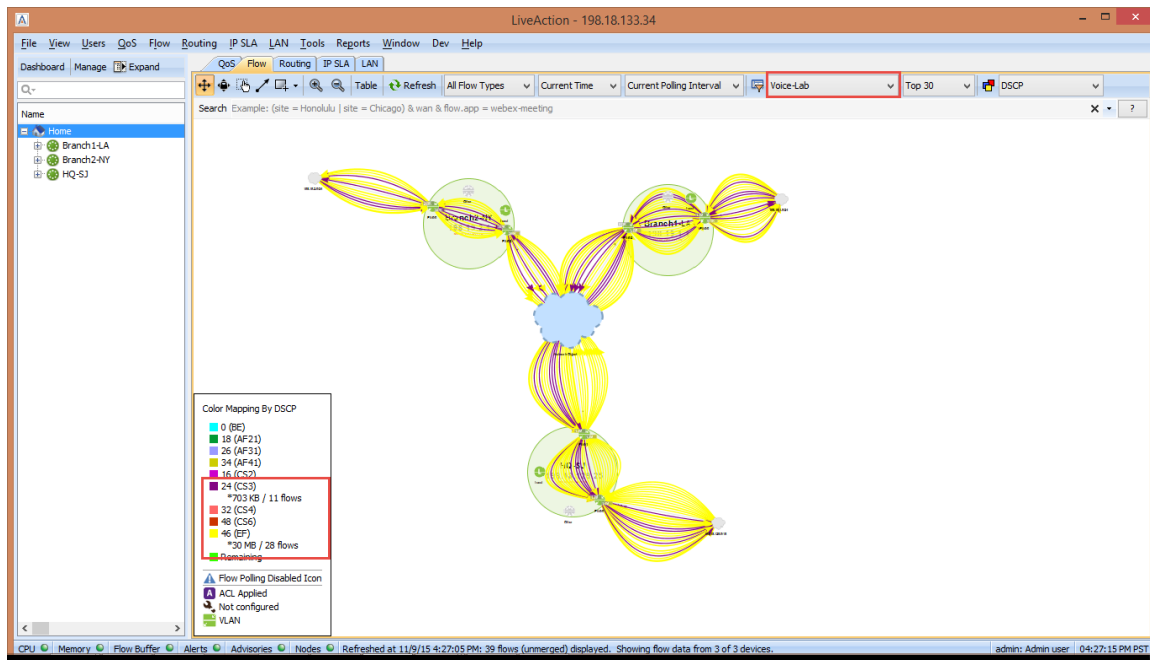 LiveAction - 198.18.133.34
File View Users QoS Flow Routing IP SLA LAN Tools Reports Window Dev Help
Dashboard Manage Expand
QoS Flow Routing IP SLA LAN
Table Refresh All Flow Types Current Time Current Polling Interval Voice-Lab Top 30 DSCP
Search Example: (site = Honolulu | site = Chicago) & wan & flow.app = webex-meeting
?
Name
Home
Branch1-LA
Branch2-NY
HQ-SJ
Branch2-NY
Branch1-LA
HQ-SJ
Color Mapping By DSCP
0 (BE)
18 (AF21)
26 (AF31)
34 (AF41)
16 (CS2)
24 (CS3)
*703 KB / 11 flows
32 (CS4)
48 (CS6)
46 (EF)
*30 MB / 28 flows
Remaining
Flow Polling Disabled Icon
A ACL Applied
Not configured
VLAN
CPU Memory Flow Buffer Alerts Advisories Nodes Refreshed at 11/9/15 4:27:05 PM: 39 flows (unmerged) displayed. Showing flow data from 3 of 3 devices. admin: Admin user 04:27:15 PM PST